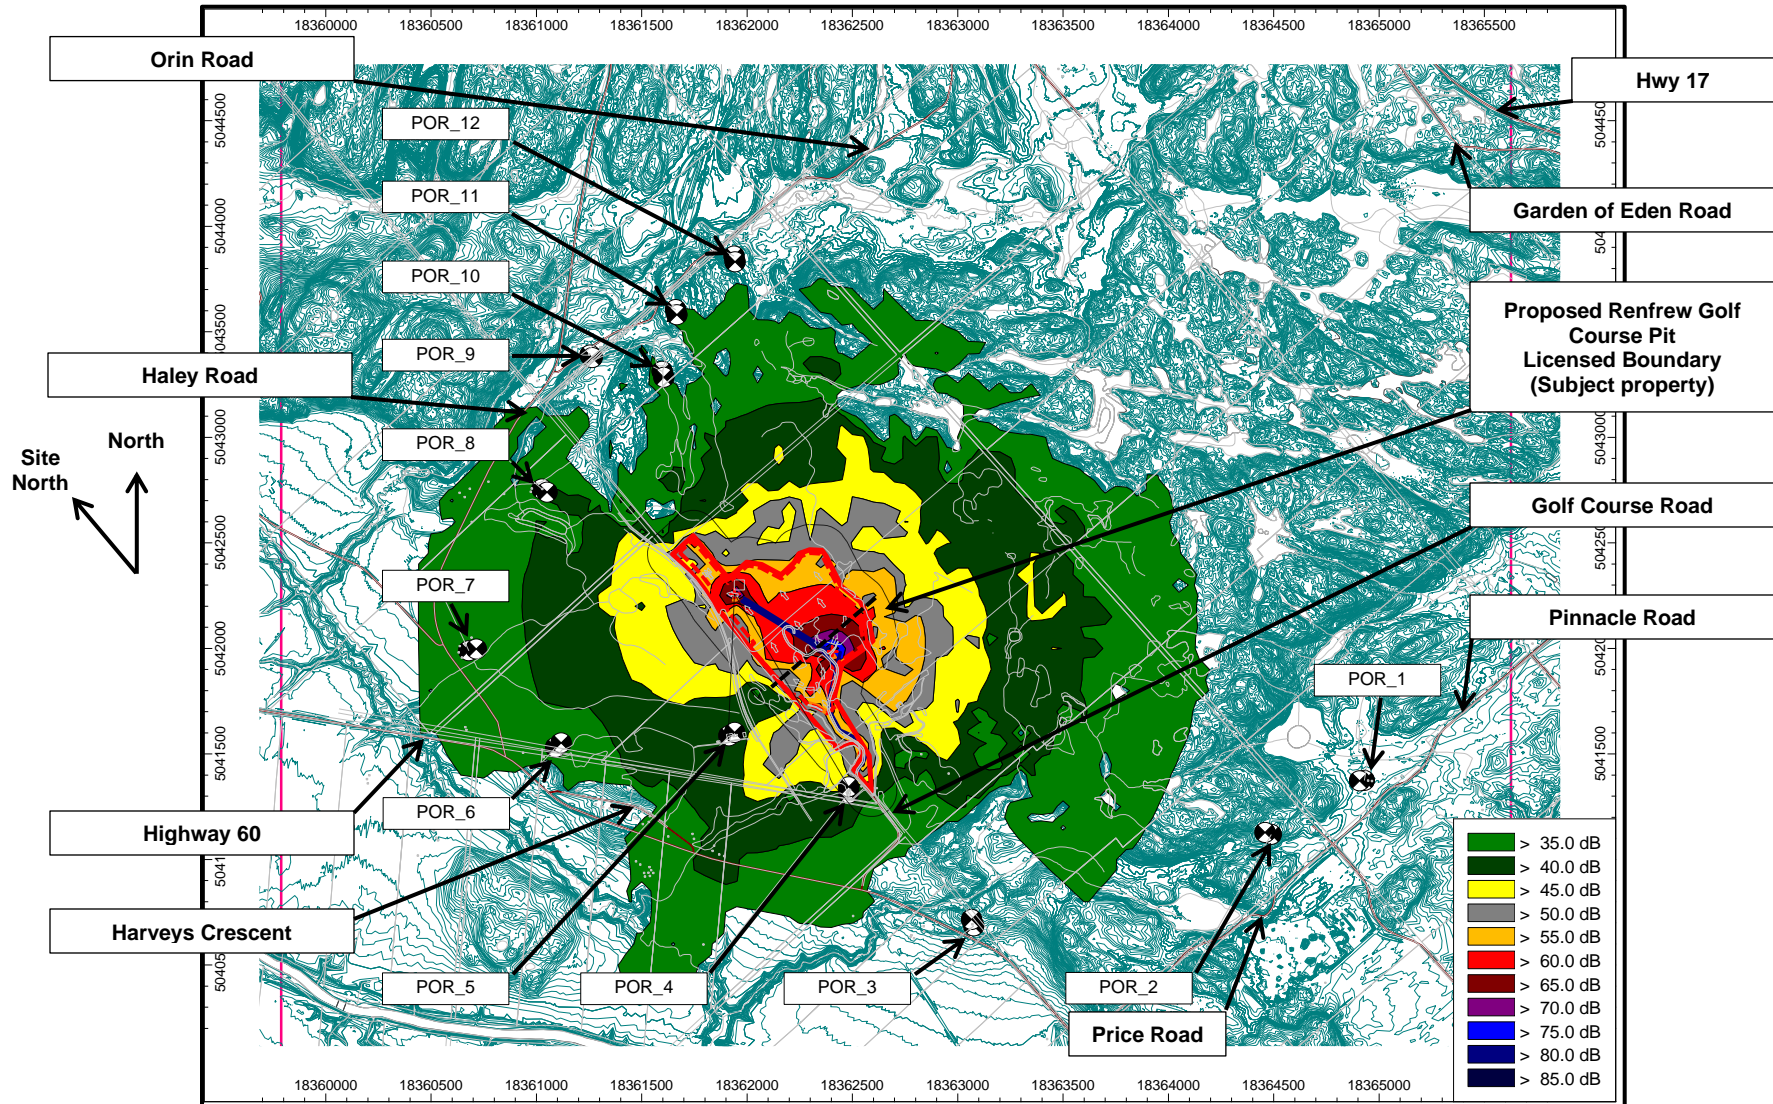 18360000 18360500 18361000 18361500 18362000 18362500 18363000 18363500 18364000 18364500 18365000 18365500
Orin Road
Hwy 17
5044500
5044500
POR_12
POR_11
Garden of Eden Road
5044000
POR_10
Proposed Renfrew Golf
Course Pit
Licensed Boundary
(Subject property)
5043500
POR_9
Haley Road
5043000
5043000
North
POR_8
Site
North
Golf Course Road
5042500
POR_7
Pinnacle Road
5042000
POR_1
5041500
5041500
POR_6
Highway 60
Harveys Crescent
POR_5
POR_4
POR_3
POR_2
Price Road
> 35.0 dB
> 40.0 dB
> 45.0 dB
> 50.0 dB
> 55.0 dB
> 60.0 dB
> 65.0 dB
> 70.0 dB
> 75.0 dB
> 80.0 dB
> 85.0 dB
18360000 18360500 18361000 18361500 18362000 18362500 18363000 18363500 18364000 18364500 18365000